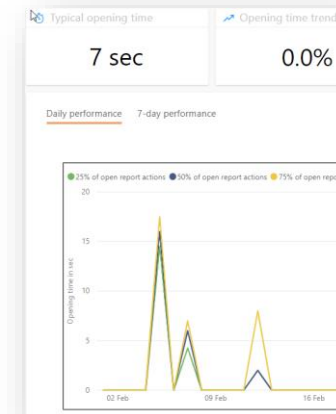 Typical opening time
Opening time trend
7 sec
0.0%
Daily performance 7-day performance
25% of open report actions 50% of open report actions 75% of open repo
20
15
10
5
0
Opening time in sec
02 Feb 09 Feb 16 Feb